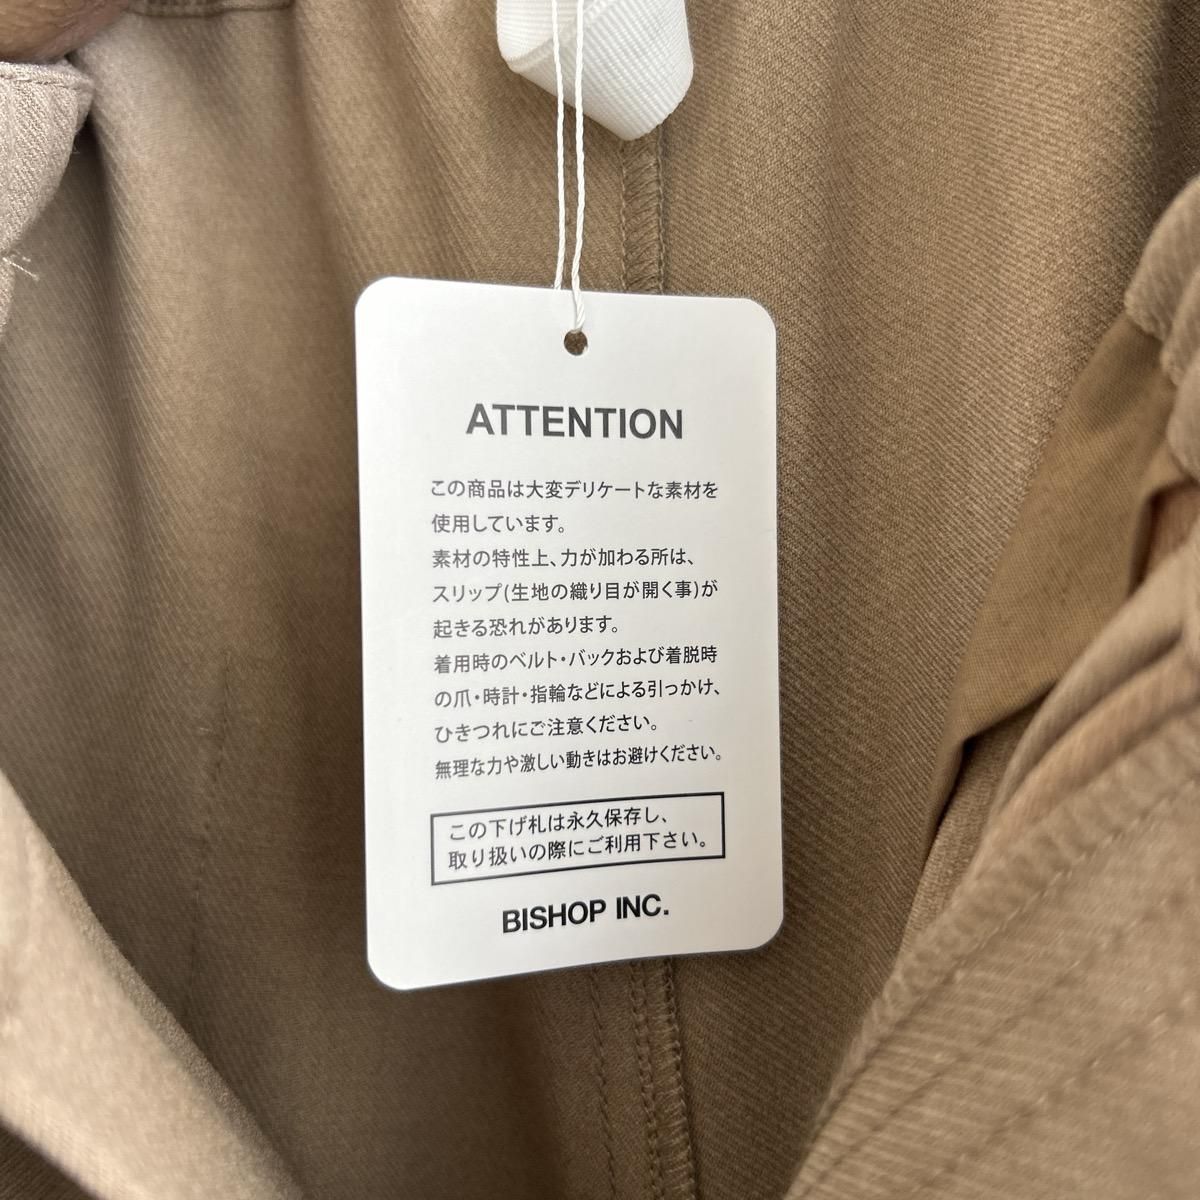 ATTENTION
この商品は大変デリケートな素材を
使用しています。
素材の特性上、力が加わる所は、
スリップ(生地の織り目が開く事)が
起きる恐れがあります。
着用時のベルト・バックおよび着脱時
の爪・時計・指輪などによる引っかけ、
ひきつれにご注意ください。
無理な力や激しい動きはお避けください。
この下げ札は永久保存し、
取り扱いの際にご利用下さい。
BISHOP INC.